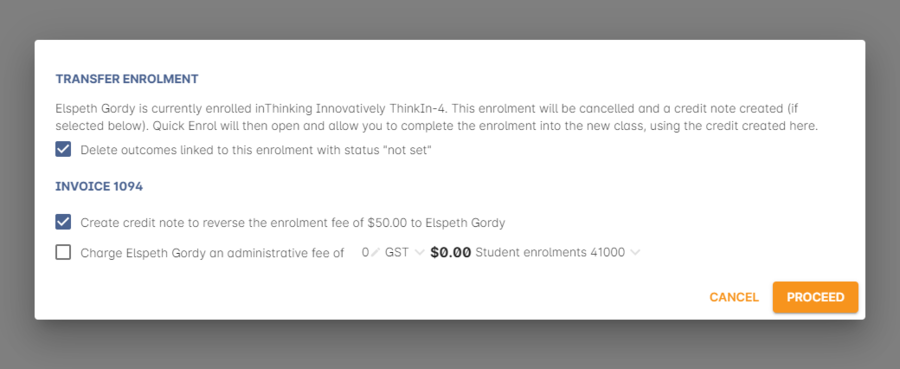 TRANSFER ENROLMENT
Elspeth Gordy is currently enrolled inThinking Innovatively ThinkIn-4. This enrolment will be cancelled and a credit note created (if
selected below). Quick Enrol will then open and allow you to complete the enrolment into the new class, using the credit created here.
Delete outcomes linked to this enrolment with status "not set"
INVOICE 1094
Create credit note to reverse the enrolment fee of $50.00 to Elspeth Gordy
Charge Elspeth Gordy an administrative fee of 0 GST $0.00 Student enrolments 41000
CANCEL PROCEED